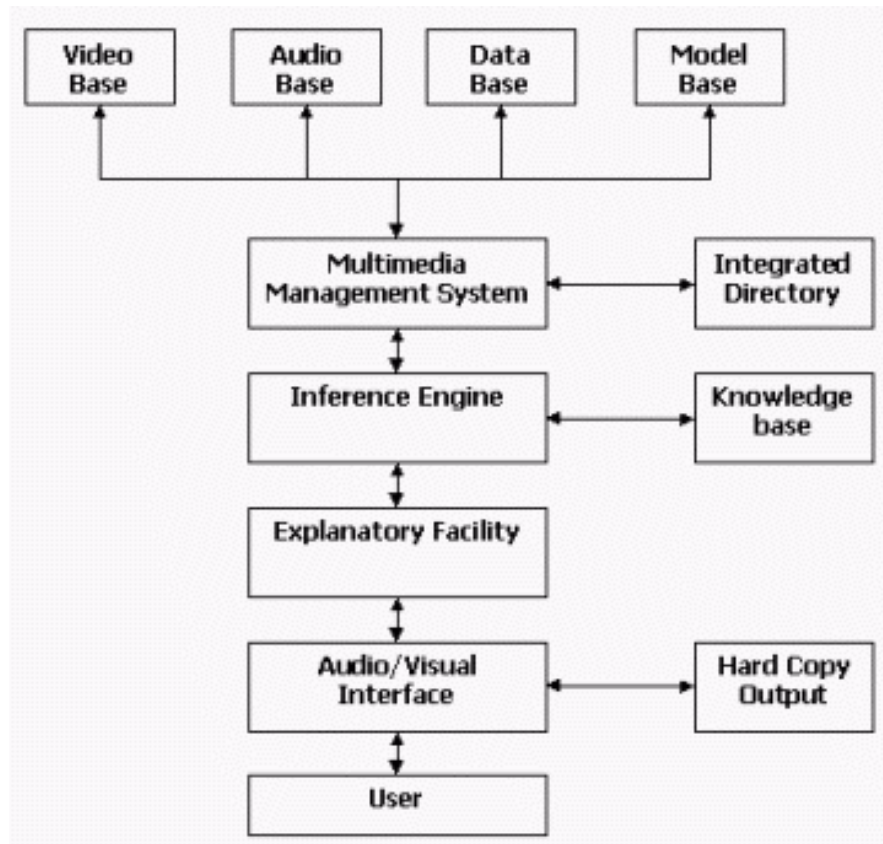 Video
Base
Audio
Base
Data
Base
Model
Base
Multimedia
Management System
Integrated
Directory
Inference Engine
Knowledge
base
Explanatory Facility
Audio/Visual
Interface
Hard Copy
Output
User